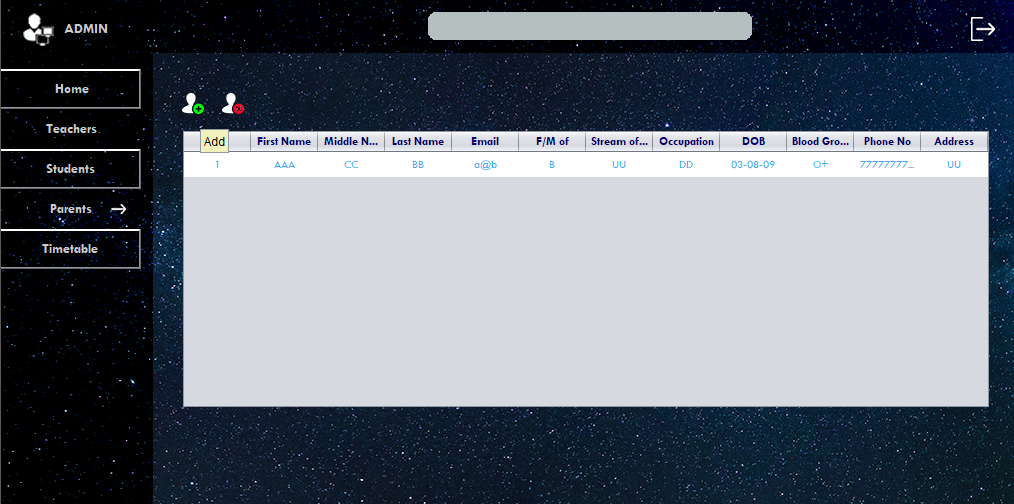 ADMIN
Home
Teachers
Students
Parents
Timetable
Add
First Name Middle N... Last Name Email F/M of Stream of... Occupation DOB Blood Gro... Phone No Address
1 AAA CC BB a@b B UU DD 03-08-09 O+ 77777777... UU